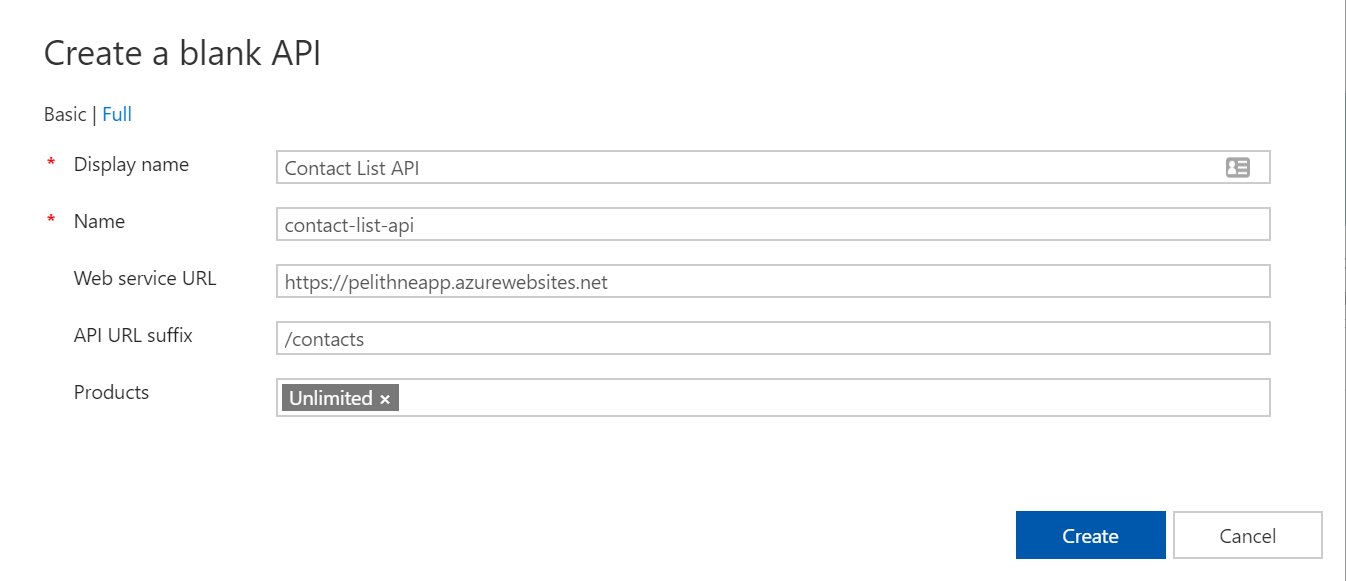 Create a blank API
Basic | Full
* Display name
Contact List API
* Name
contact-list-api
Web service URL
https://pelithneapp.azurewebsites.net
API URL suffix
/contacts
Products
Unlimited ×
Create
Cancel